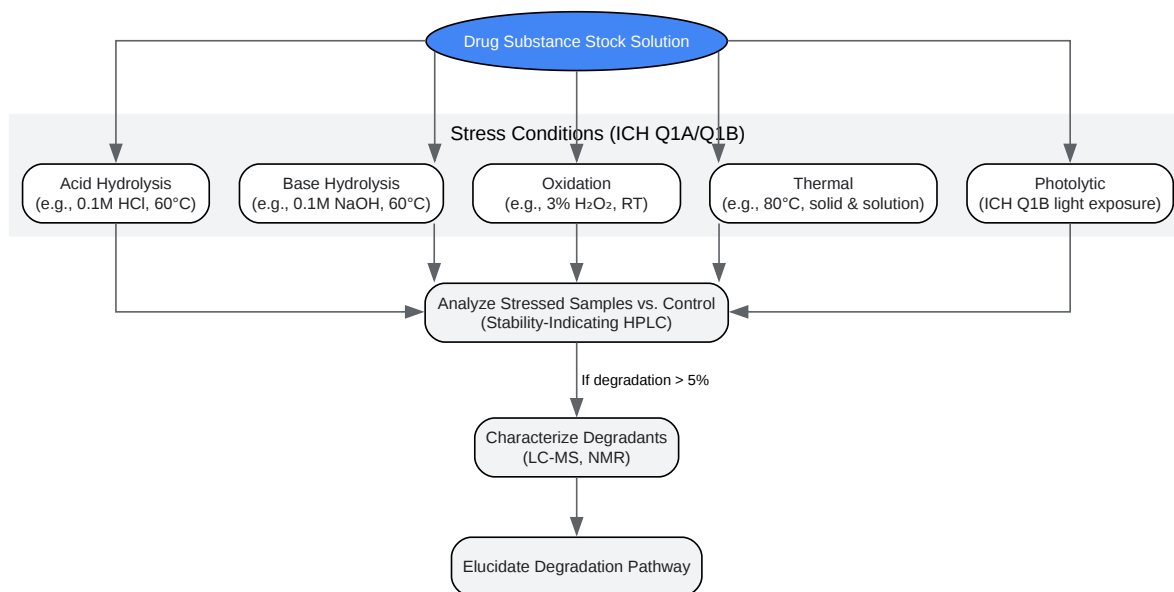 Drug Substance Stock Solution
Stress Conditions (ICH Q1A/Q1B)
Acid Hydrolysis
(e.g., 0.1M HCl, 60°C)
Base Hydrolysis
(e.g., 0.1M NaOH, 60°C)
Oxidation
(e.g., 3% H₂O₂, RT)
Thermal
(e.g., 80°C, solid & solution)
Photolytic
(ICH Q1B light exposure)
Analyze Stressed Samples vs. Control
(Stability-Indicating HPLC)
If degradation > 5%
Characterize Degradants
(LC-MS, NMR)
Elucidate Degradation Pathway